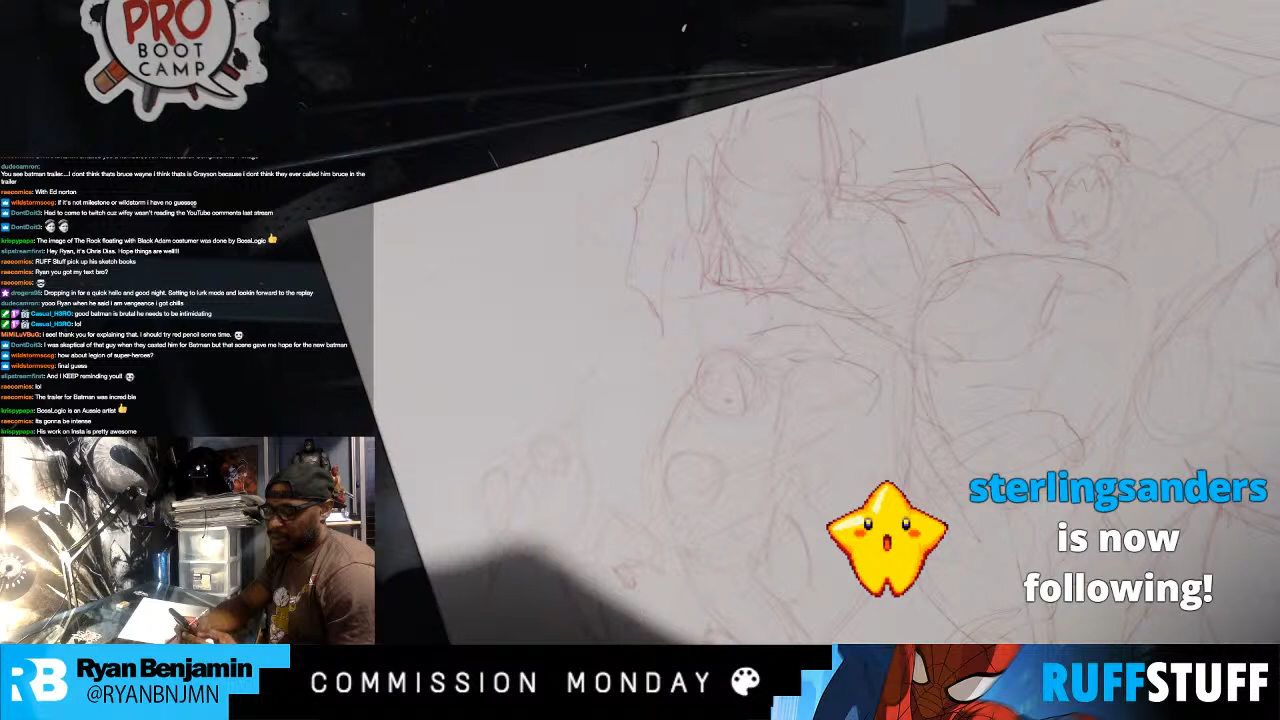 PRO
BOOT
CAMP
dudecamron:
You see batman trailer....I dont think thats bruce wayne i think thats Grayson because i dont think they ever called him bruce in the
trailer
raecomics: With Ed norton
wildstormsccg: if it's not milestone or wildstorm i have no guesses
DontDoit3: Had to come to twitch cuz wifey wasn't reading the YouTube comments last stream
DontDoit3:
krispypapa: The image of The Rock floating with Black Adam costume was done by BossLogic
slipstreamfirst: Hey Ryan, it's Chris Dias. Hope things are well!!!
raecomics: RUFF Stuff pick up his sketch books
raecomics: Ryan you got my text bro?
raecomics:
Dropping in for a quick hello and good night. Setting to lurk mode and lookin forward to the replay
dudecamron: yooo Ryan when he said i am vengeance i got chills
Casual_H3RO: good batman is brutal he needs to be intimidating
Casual_H3RO: lol
MiMiLuVBuG: I see! thank you for explaining that. I should try red pencil some time.
DontDoit3: I was skeptical of that guy when they casted him for Batman but that scene gave me hope for the new batman
wildstormsccg: how about legion of super-heroes?
wildstormsccg: final guess
slipstreamfirst: And I KEEP reminding you!!
raecomics: lol
raecomics: The trailer for Batman was incredible
krispypapa: BossLogic is an Aussie artist
raecomics: Its gonna be intense
krispypapa: His work on Insta is pretty awesome
sterlingsanders
is now
following!
RB Ryan Benjamin
@RYANBNJMN
COMMISSION MONDAY
RUFFSTUFF